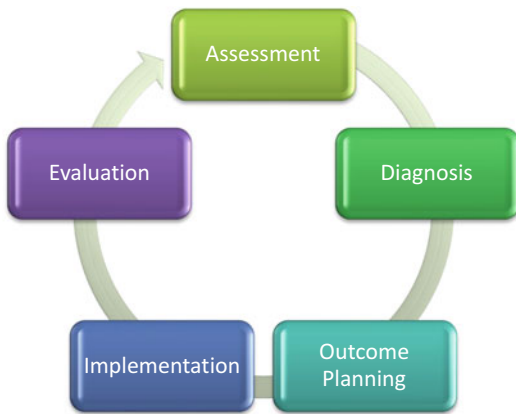 Assessment
Diagnosis
Outcome
Planning
Implementation
Evaluation